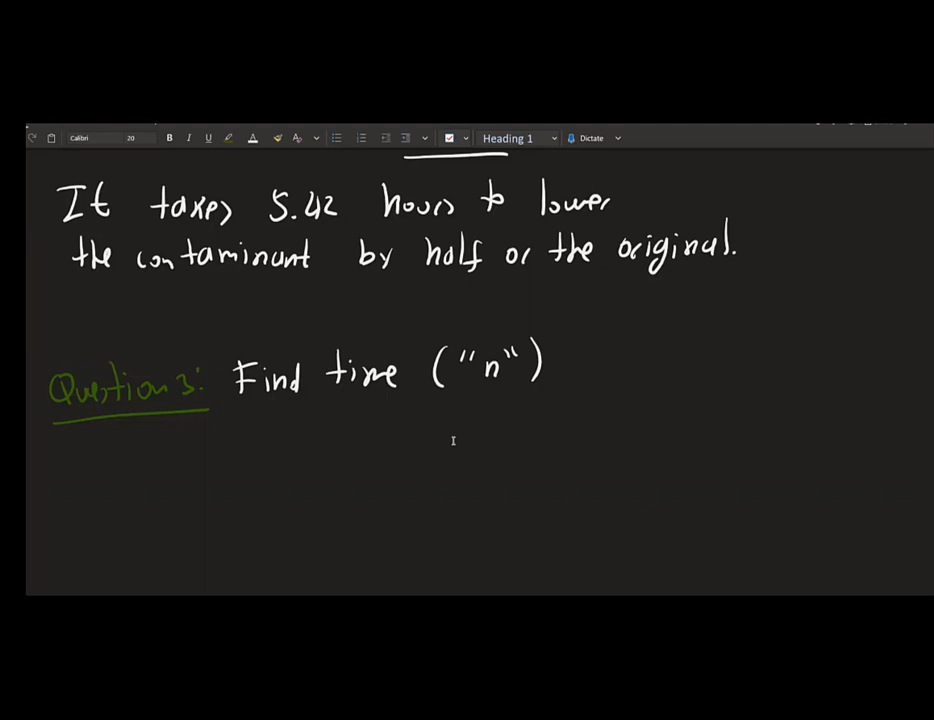 Calibri 20 B I U A Heading 1 Dictate
It takes 5.42 hours to lower
the contaminant by half or the original.
Question 3: Find time ("n")